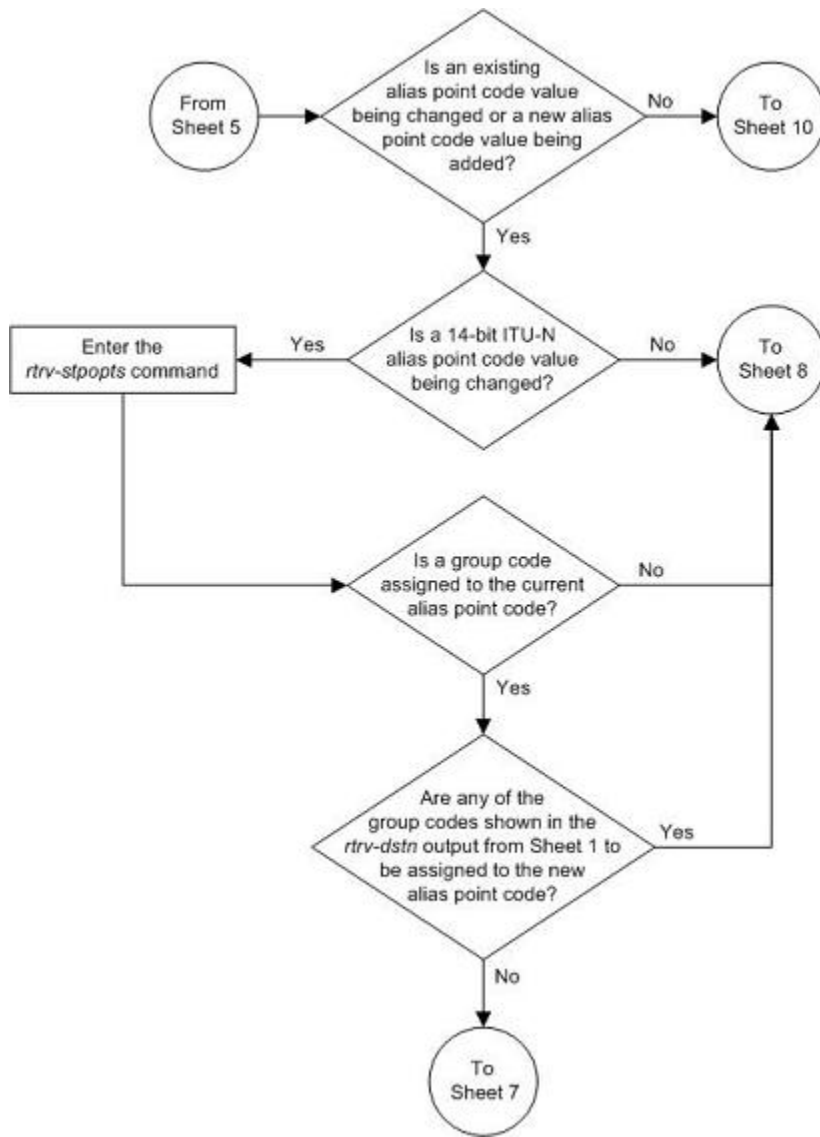 From
Sheet 5
Is an existing
alias point code value
being changed or a new alias
point code value being
added?
No
To
Sheet 10
Yes
Enter the
rtrv-stpopts command
Yes
Is a 14-bit ITU-N
alias point code value
being changed?
No
To
Sheet 8
Is a group code
assigned to the current
alias point code?
No
Yes
Are any of the
group codes shown in the
rtrv-dstn output from Sheet 1 to
be assigned to the new
alias point code?
Yes
No
To
Sheet 7